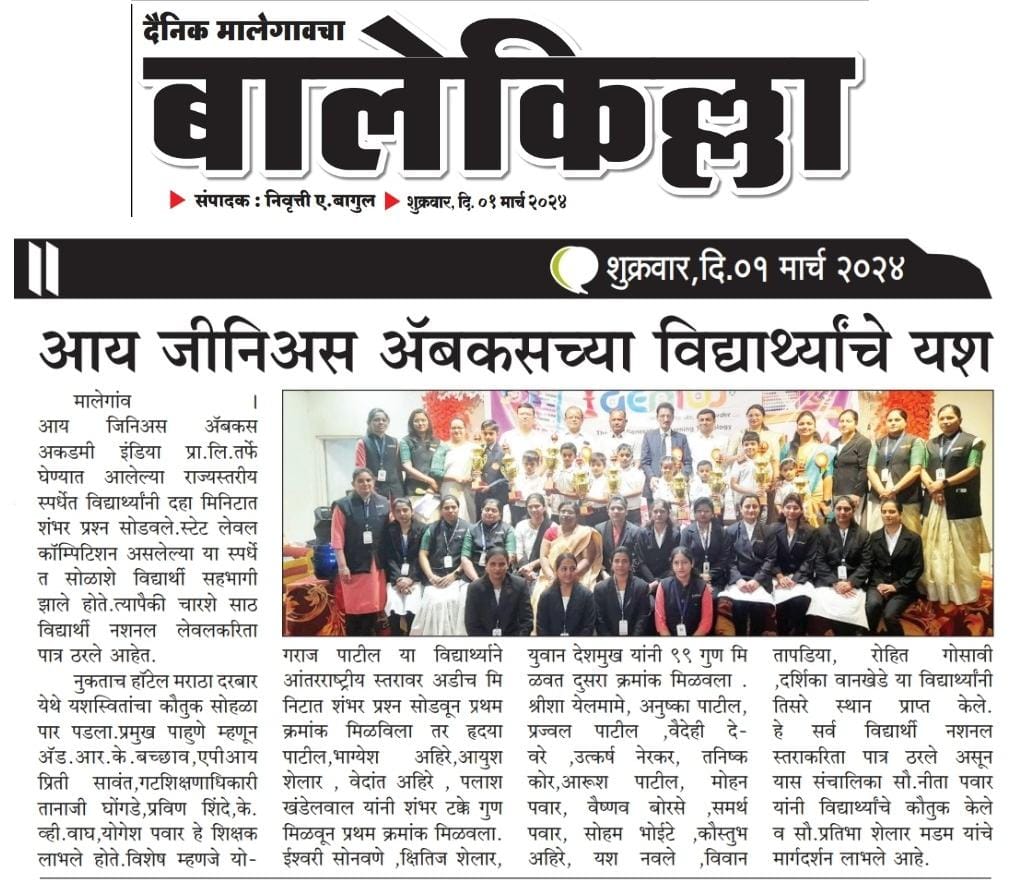 दैनिक मालेगावचा
बालेकिल्ला
संपादक : निवृत्ती ए.बागुल शुक्रवार, दि. ०१ मार्च २०२४
शुक्रवार,दि.०१ मार्च २०२४
आय जीनिअस ॲबकसच्या विद्यार्थ्यांचे यश
मालेगांव ।
आय जिनिअस ॲबकस
अकडमी इंडिया प्रा.लि.तर्फे
घेण्यात आलेल्या राज्यस्तरीय
स्पर्धेत विद्यार्थ्यांनी दहा मिनिटात
शंभर प्रश्न सोडवले.स्टेट लेवल
कॉम्पिटिशन असलेल्या या स्पर्धे
त सोळाशे विद्यार्थी सहभागी
झाले होते.त्यापैकी चारशे साठ
विद्यार्थी नशनल लेवलकरिता
पात्र ठरले आहेत.
नुकताच हॉटेल मराठा दरबार
येथे यशस्वितांचा कौतुक सोहळा
पार पडला.प्रमुख पाहुणे म्हणून
अॅड.आर.के.बच्छाव,एपीआय
प्रिती सावंत,गटशिक्षणाधिकारी
तानाजी घोंगडे,प्रविण शिंदे,के.
व्ही.वाघ,योगेश पवार हे शिक्षक
लाभले होते.विशेष म्हणजे यो-
गराज पाटील या विद्यार्थ्याने
आंतरराष्ट्रीय स्तरावर अडीच मि
निटात शंभर प्रश्न सोडवून प्रथम
क्रमांक मिळविला तर हृदया
पाटील,भाग्येश अहिरे,आयुश
शेलार , वेदांत अहिरे , पलाश
खंडेलवाल यांनी शंभर टक्के गुण
मिळवून प्रथम क्रमांक मिळवला.
ईश्वरी सोनवणे ,क्षितिज शेलार,
युवान देशमुख यांनी ९९ गुण मि
ळवत दुसरा क्रमांक मिळवला .
श्रीशा येलमामे, अनुष्का पाटील,
प्रज्वल पाटील ,वैदेही दे-
वरे ,उत्कर्ष नेरकर, तनिष्क
कोर,आरूश पाटील, मोहन
पवार, वैष्णव बोरसे ,समर्थ
पवार, सोहम भोईटे ,कौस्तुभ
अहिरे, यश नवले ,विवान
तापडिया, रोहित गोसावी
,दर्शिका वानखेडे या विद्यार्थ्यांनी
तिसरे स्थान प्राप्त केले.
हे सर्व विद्यार्थी नशनल
स्तराकरिता पात्र ठरले असून
यास संचालिका सौ.नीता पवार
यांनी विद्यार्थ्यांचे कौतुक केले
व सौ.प्रतिभा शेलार मडम यांचे
मार्गदर्शन लाभले आहे.